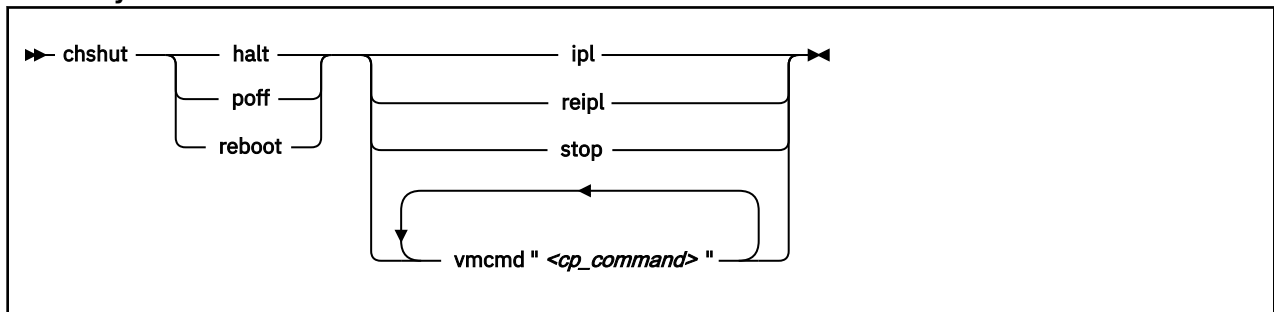 chshut halt ipl
poff reipl
reboot stop
vmcmd " <cp_command> "